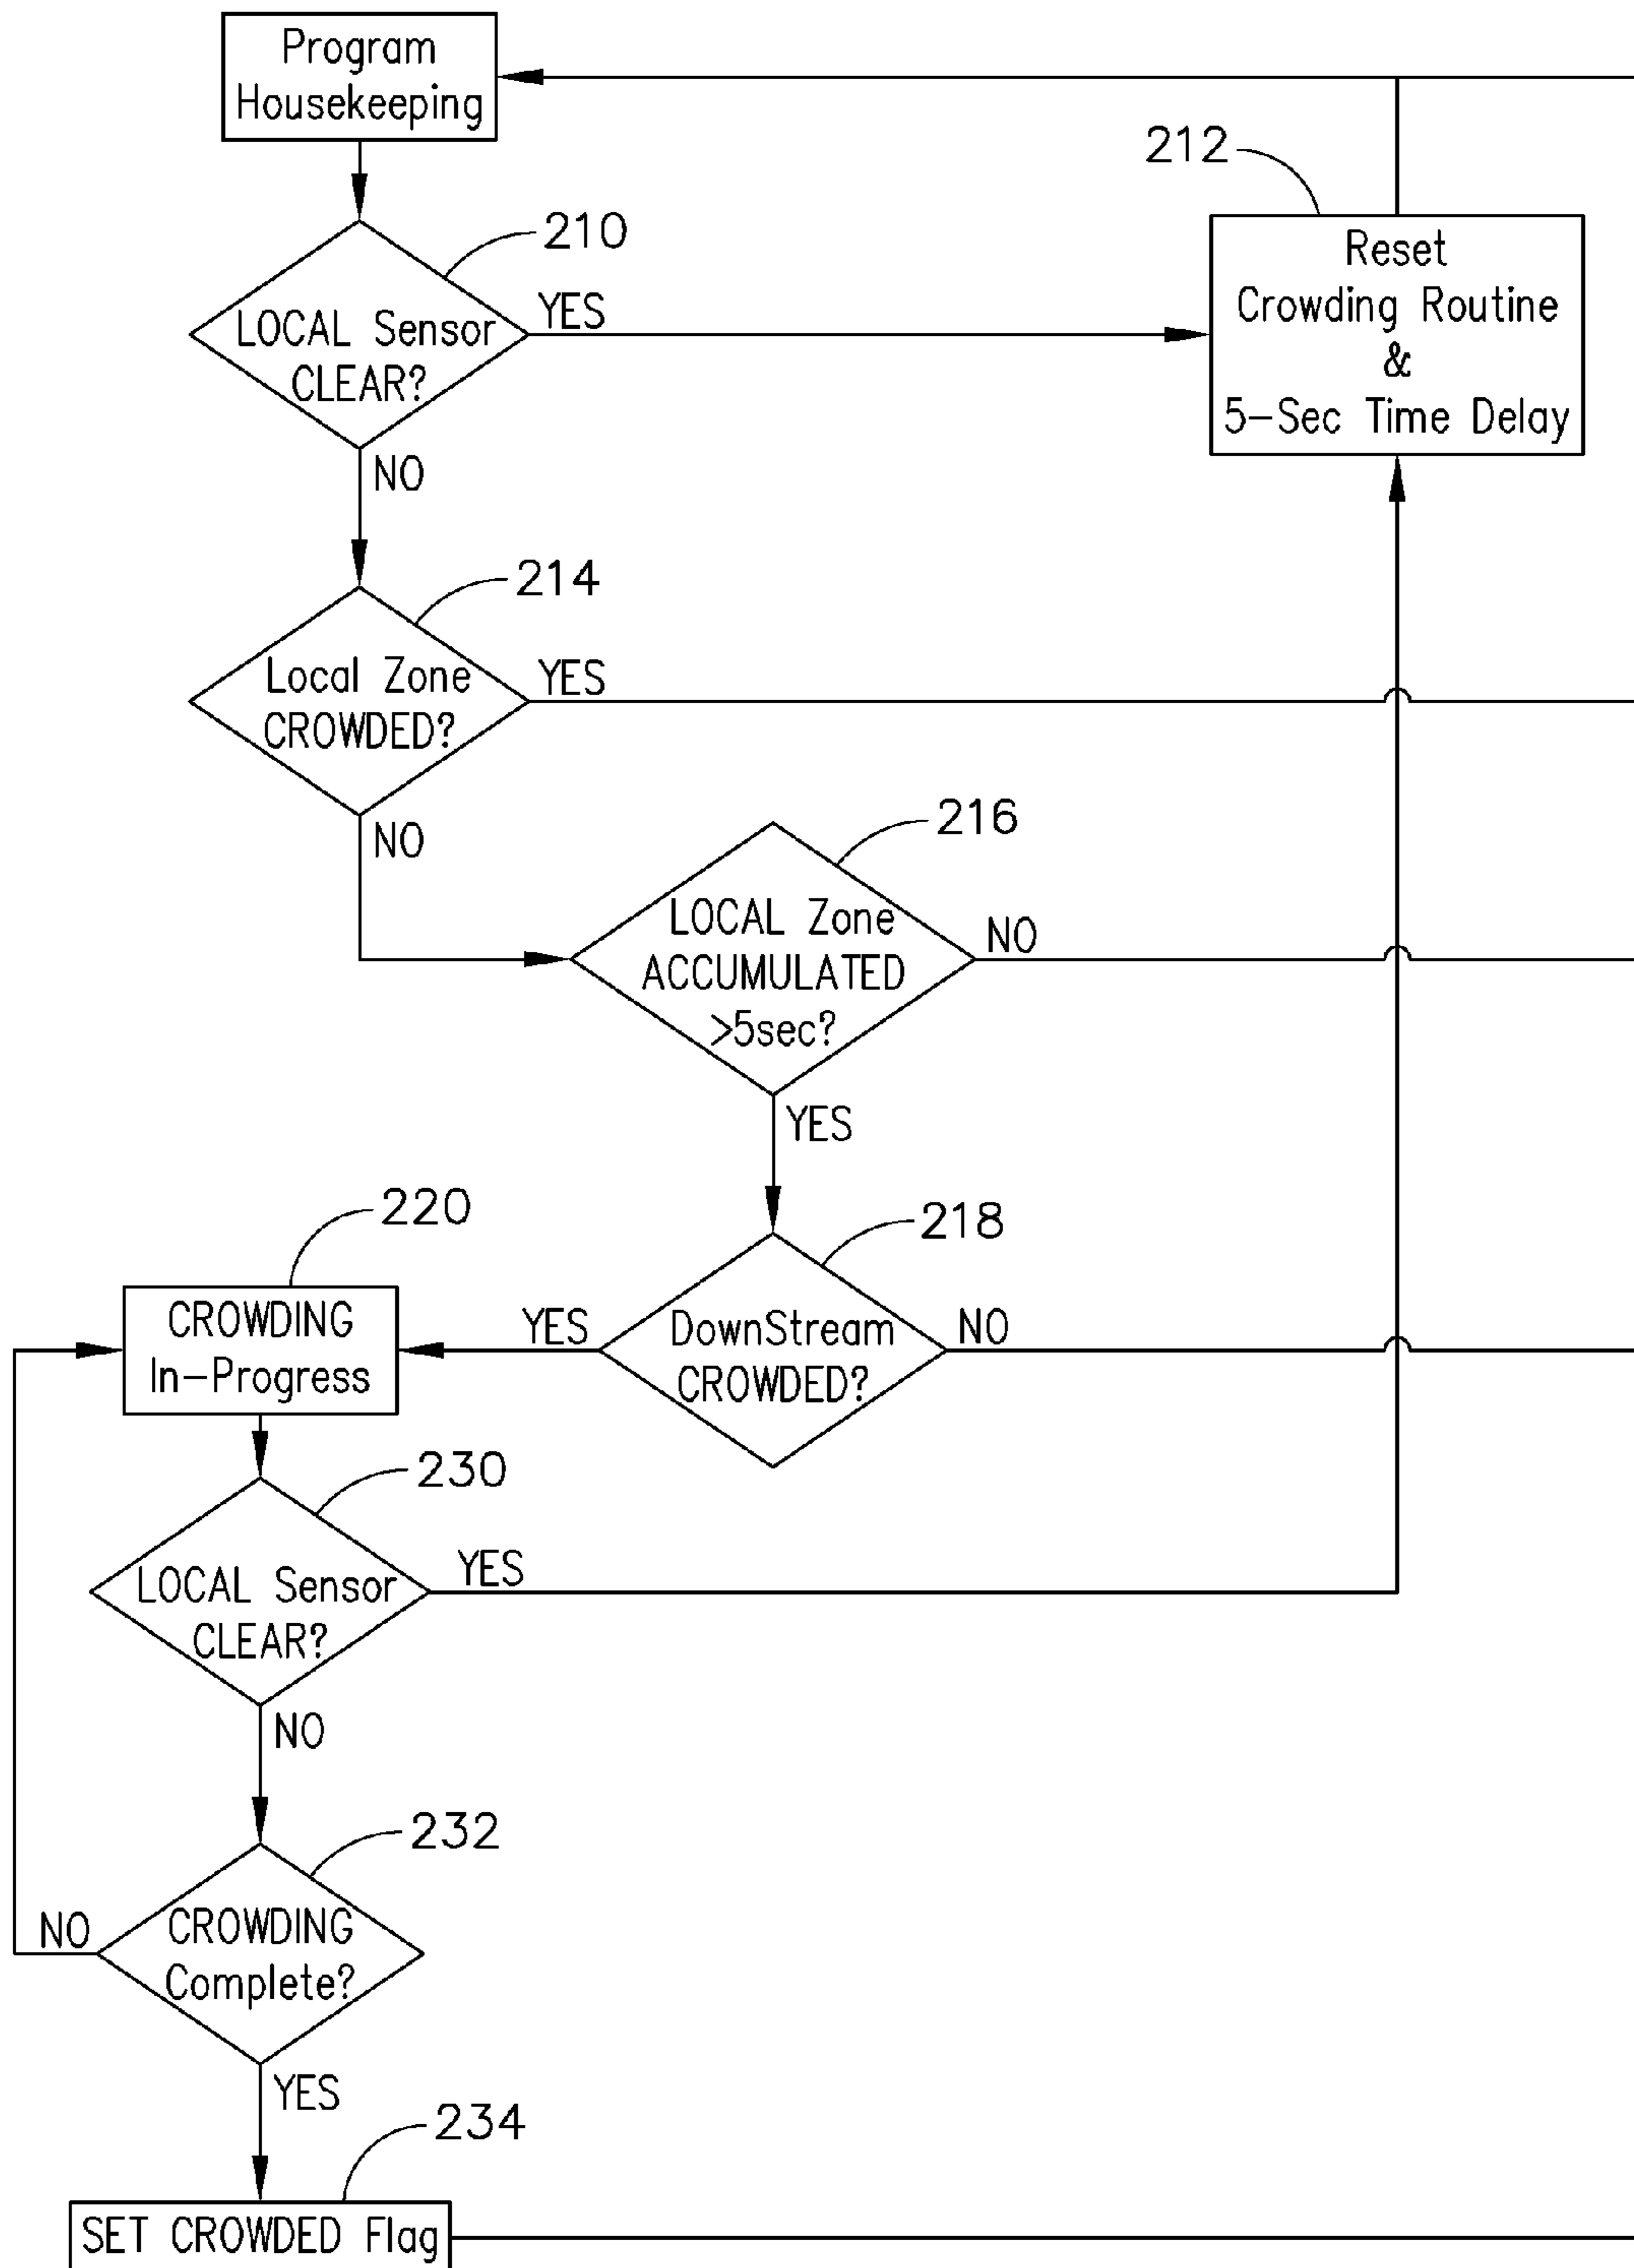 Program
Housekeeping
212
210
Reset
Crowding Routine
&
5-Sec Time Delay
YES
LOCAL Sensor
CLEAR?
NO
214
Local Zone
CROWDED?
YES
NO
216
LOCAL Zone
ACCUMULATED
>5sec?
NO
YES
220
218
CROWDING
In-Progress
YES
DownStream
CROWDED?
NO
230
LOCAL Sensor
CLEAR?
YES
NO
232
CROWDING
Complete?
NO
YES
234
SET CROWDED Flag